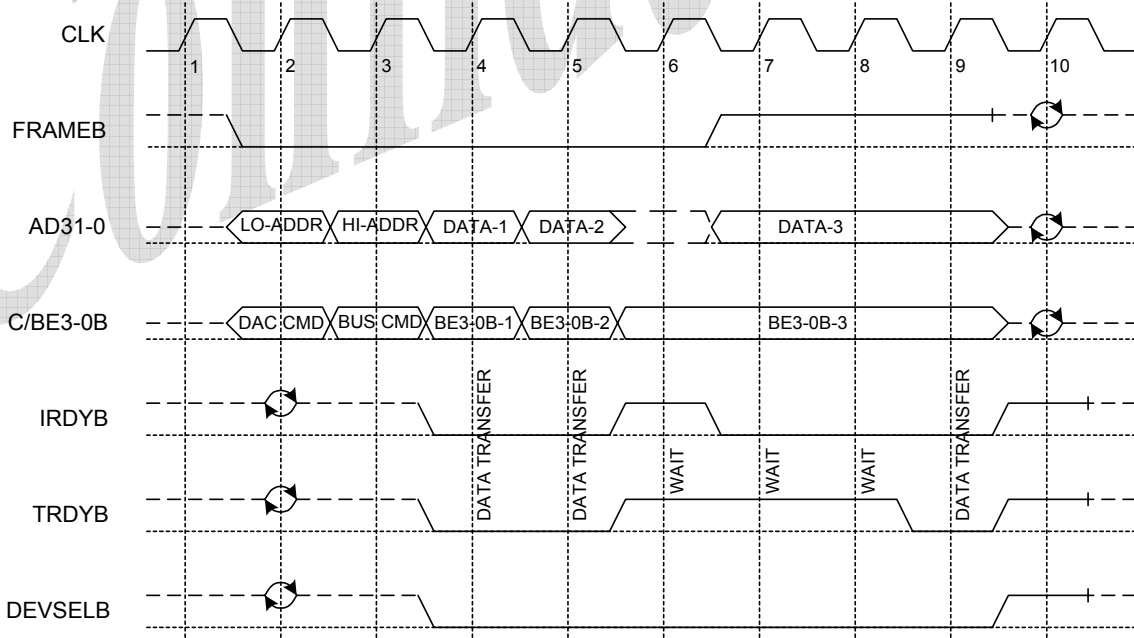 CLK
1 2 3 4 5 6 7 8 9 10
FRAMEB
AD31-0
LO-ADDR HI-ADDR DATA-1 DATA-2 DATA-3
C/BE3-0B
DAC CMD BUS CMD BE3-0B-1 BE3-0B-2 BE3-0B-3
IRDYB
DATA TRANSFER
DATA TRANSFER
WAIT
WAIT
WAIT
DATA TRANSFER
TRDYB
DEVSELB